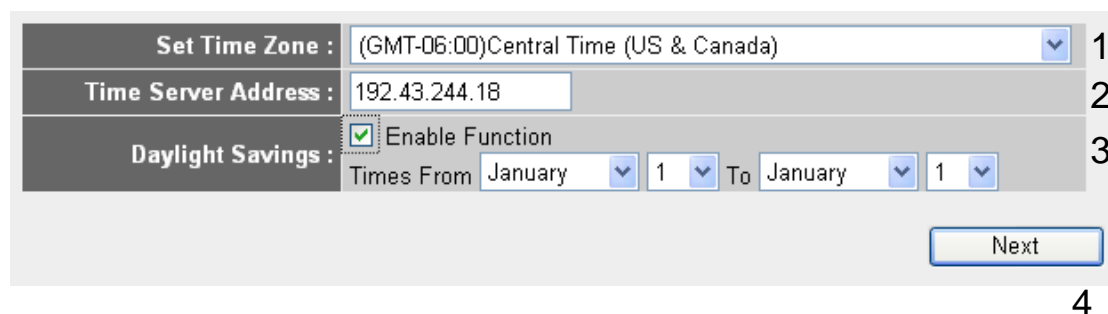 Set Time Zone : (GMT-06:00)Central Time (US & Canada) 1
Time Server Address : 192.43.244.18 2
Daylight Savings : Enable Function 3
Times From January 1 To January 1
Next
4